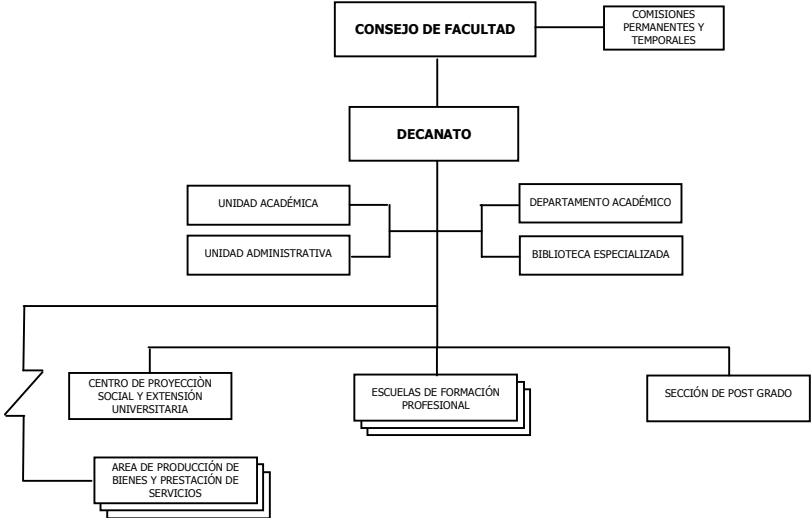 CONSEJO DE FACULTAD
COMISIONES
PERMANENTES Y
TEMPORALES
DECANATO
UNIDAD ACADÉMICA
DEPARTAMENTO ACADÉMICO
UNIDAD ADMINISTRATIVA
BIBLIOTECA ESPECIALIZADA
CENTRO DE PROYECCIÒN
SOCIAL Y EXTENSIÓN
UNIVERSITARIA
ESCUELAS DE FORMACIÓN
PROFESIONAL
SECCIÓN DE POST GRADO
AREA DE PRODUCCIÓN DE
BIENES Y PRESTACIÓN DE
SERVICIOS